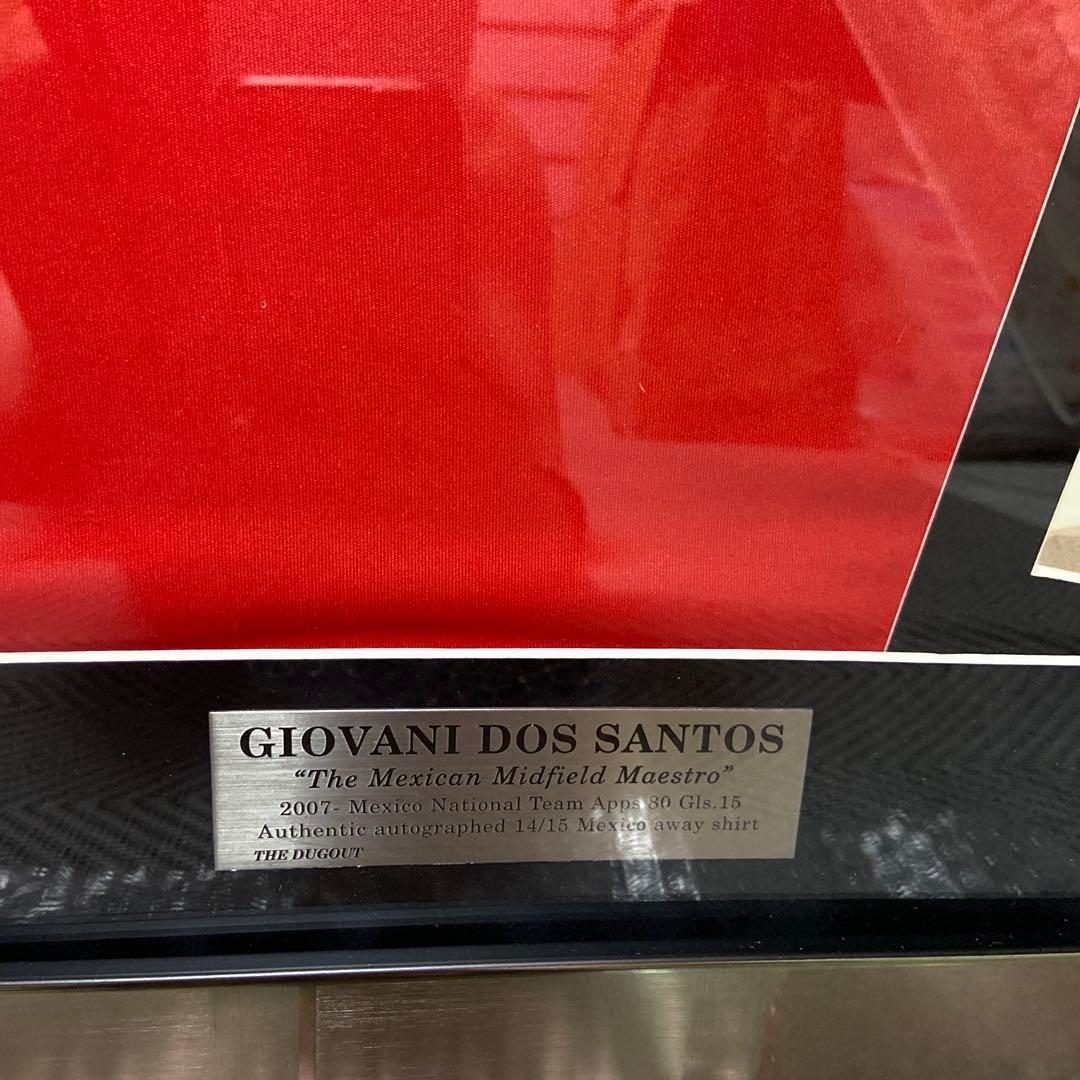 GIOVANI DOS SANTOS
"The Mexican Midfield Maestro"
2007- Mexico National Team Apps.80 Gls.15
Authentic autographed 14/15 Mexico away shirt
THE DUGOUT